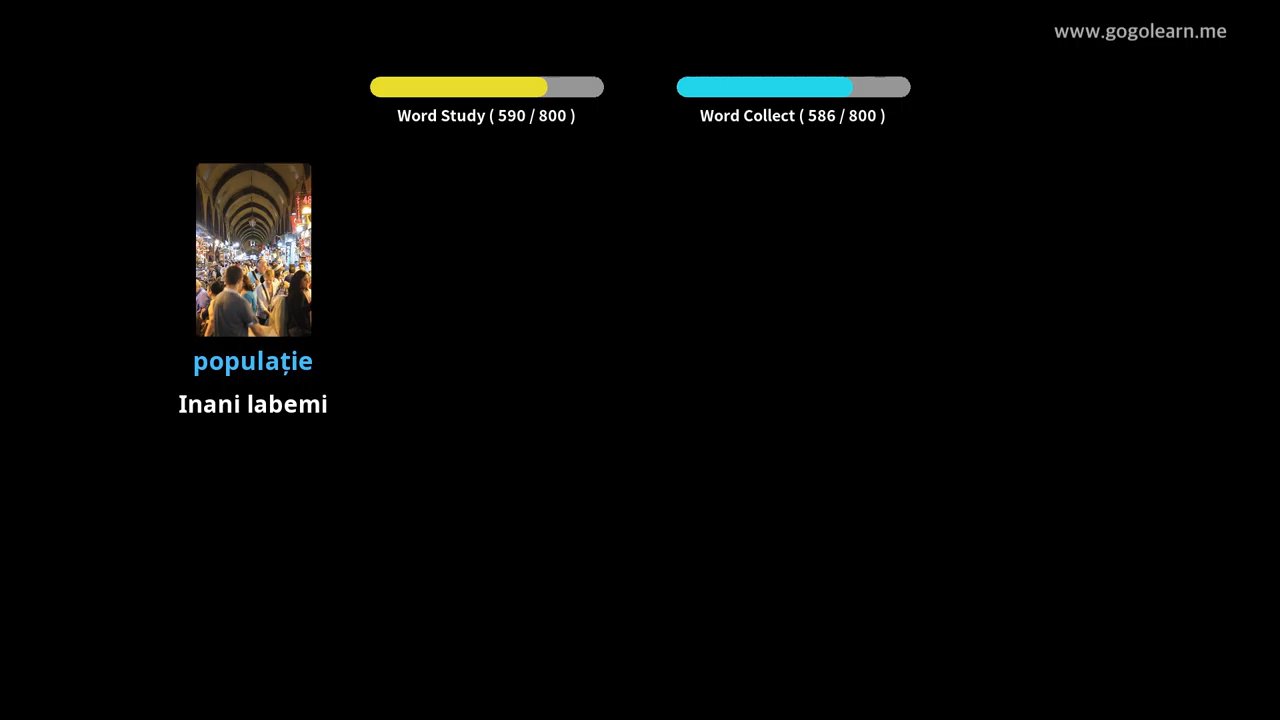 www.gogolearn.me
Word Study ( 590 / 800 )
Word Collect ( 586 / 800 )
populație
Inani labemi